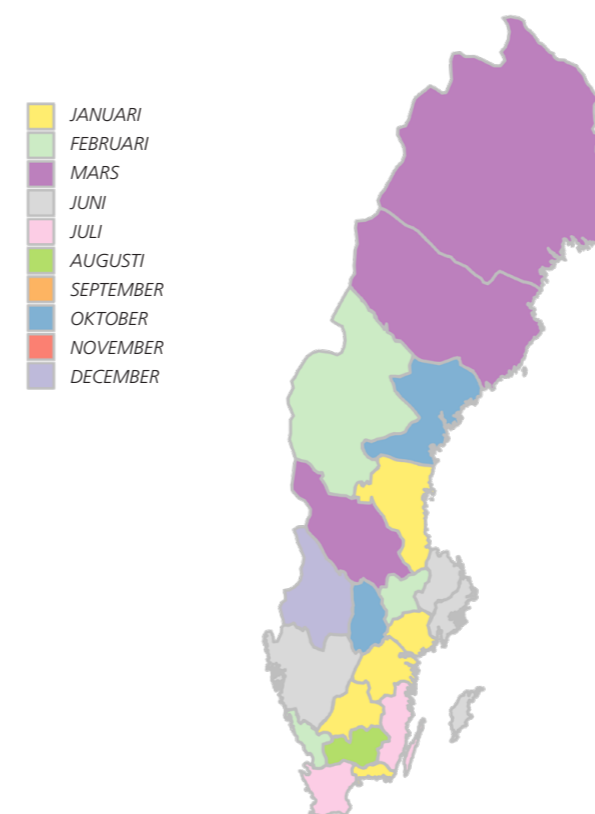 JANUARI
FEBRUARI
MARS
JUNI
JULI
AUGUSTI
SEPTEMBER
OKTOBER
NOVEMBER
DECEMBER